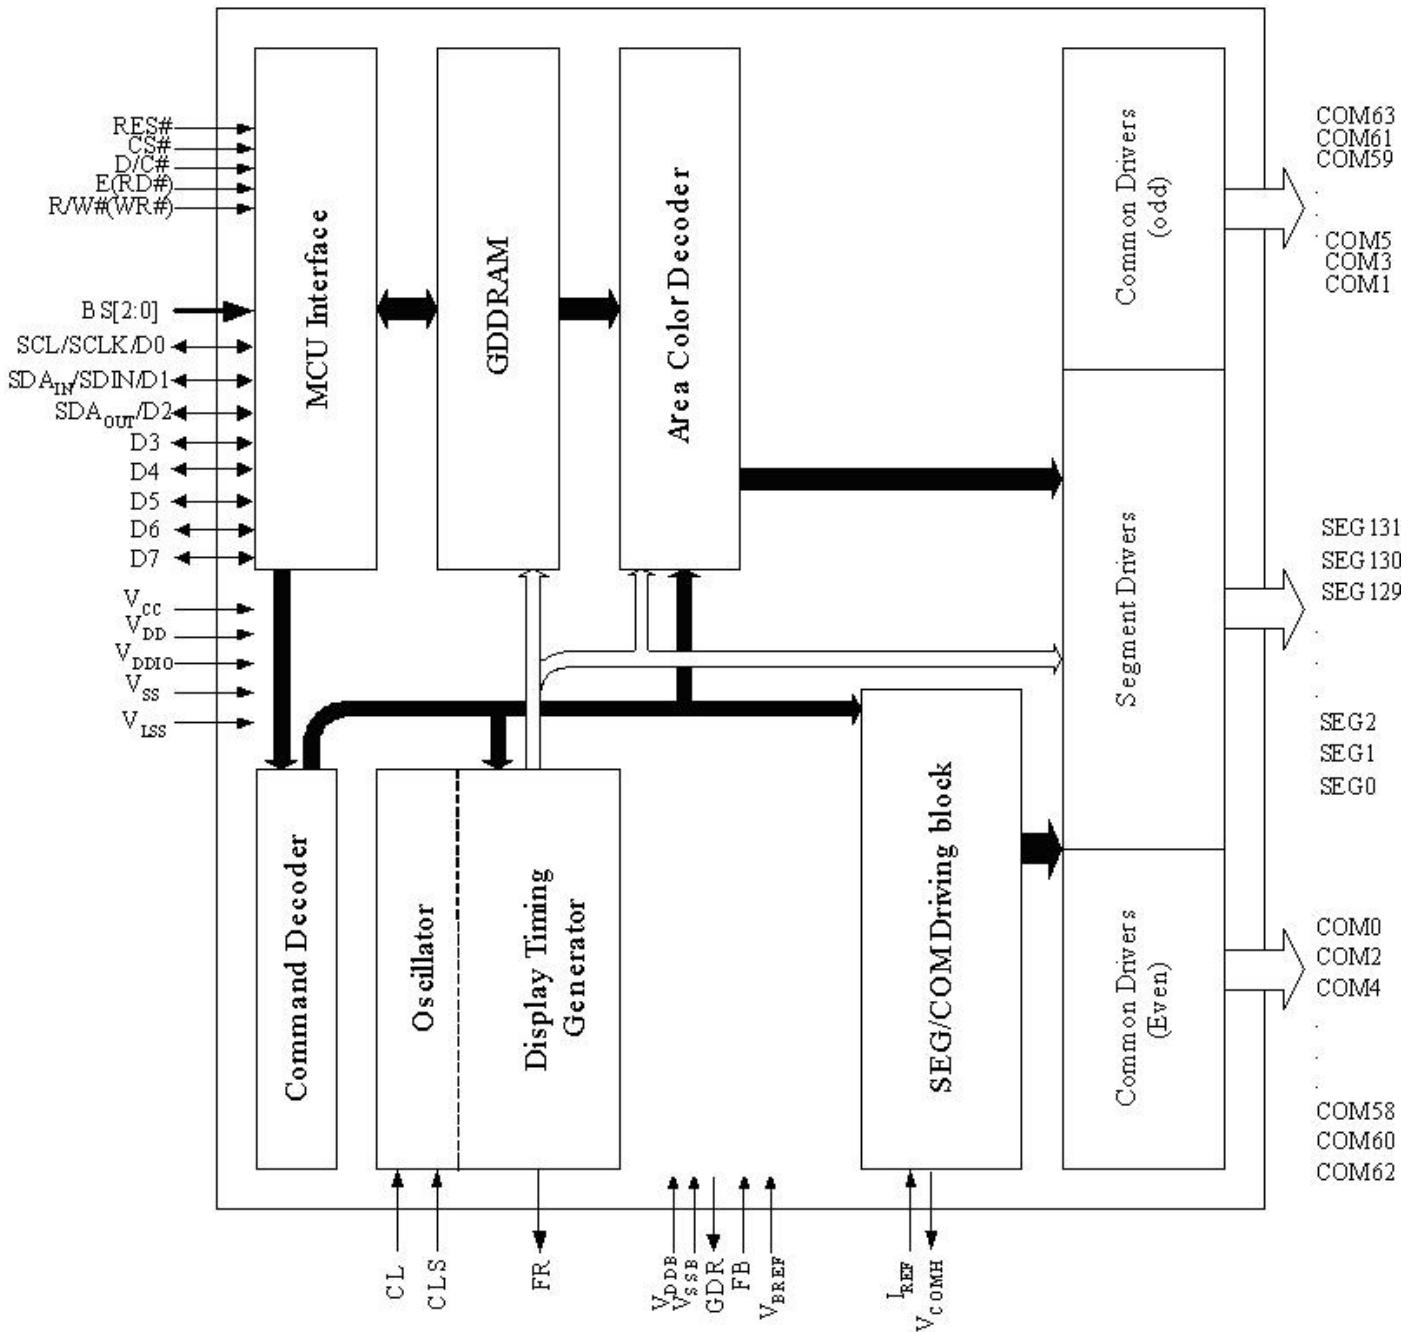 RES#
CS#
D/C#
E(RD#)
R/W#(WR#)
BS[2:0]
SCL/SCLK/D0
SDAIN/SDIN/D1
SDAOUT/D2
D3
D4
D5
D6
D7
VCC
VDD
VDDIO
VSS
VLSS
MCU Interface
GDDRAM
Area Color Decoder
Common Drivers
(odd)
Segment Drivers
Common Drivers
(Even)
Command Decoder
Oscillator
Display Timing
Generator
SEG/COM Driving block
COM63
COM61
COM59
.
.
.
COM5
COM3
COM1
SEG131
SEG130
SEG129
.
.
.
SEG2
SEG1
SEG0
COM0
COM2
COM4
.
.
.
COM58
COM60
COM62
CL
CLS
FR
VDDB
VSSB
GDR
FB
VBREF
IREF
VCOMH